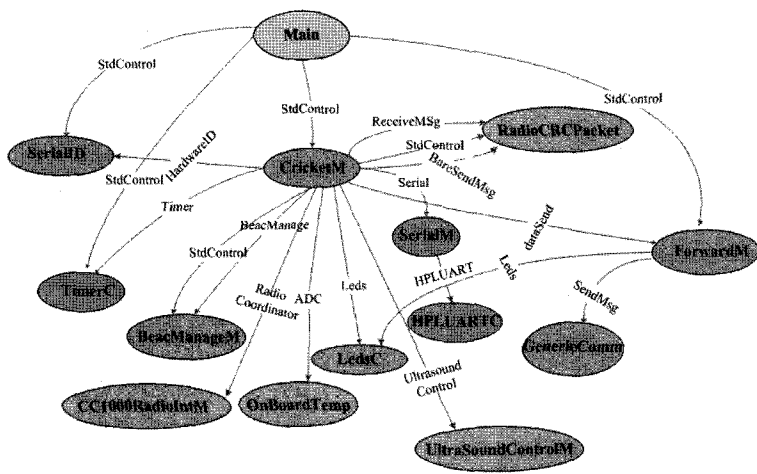 Main
StdControl
StdControl
StdControl
ReceiveMSg
StdControl
RadioCRCPacket
BareSendMsg
SerialID
HardwareID
CricketM
StdControl
Timer
Serial
BeacManage
SerialM
dataSend
StdControl
ForwardM
TimerC
Radio
Coordinator
ADC
Leds
HPLUART
Leds
SendMsg
BeacManageM
HPLUARTC
LedsC
GenericComm
Ultrasound
Control
CC1000RadioIntM
OnBoardTemp
UltraSoundControlM